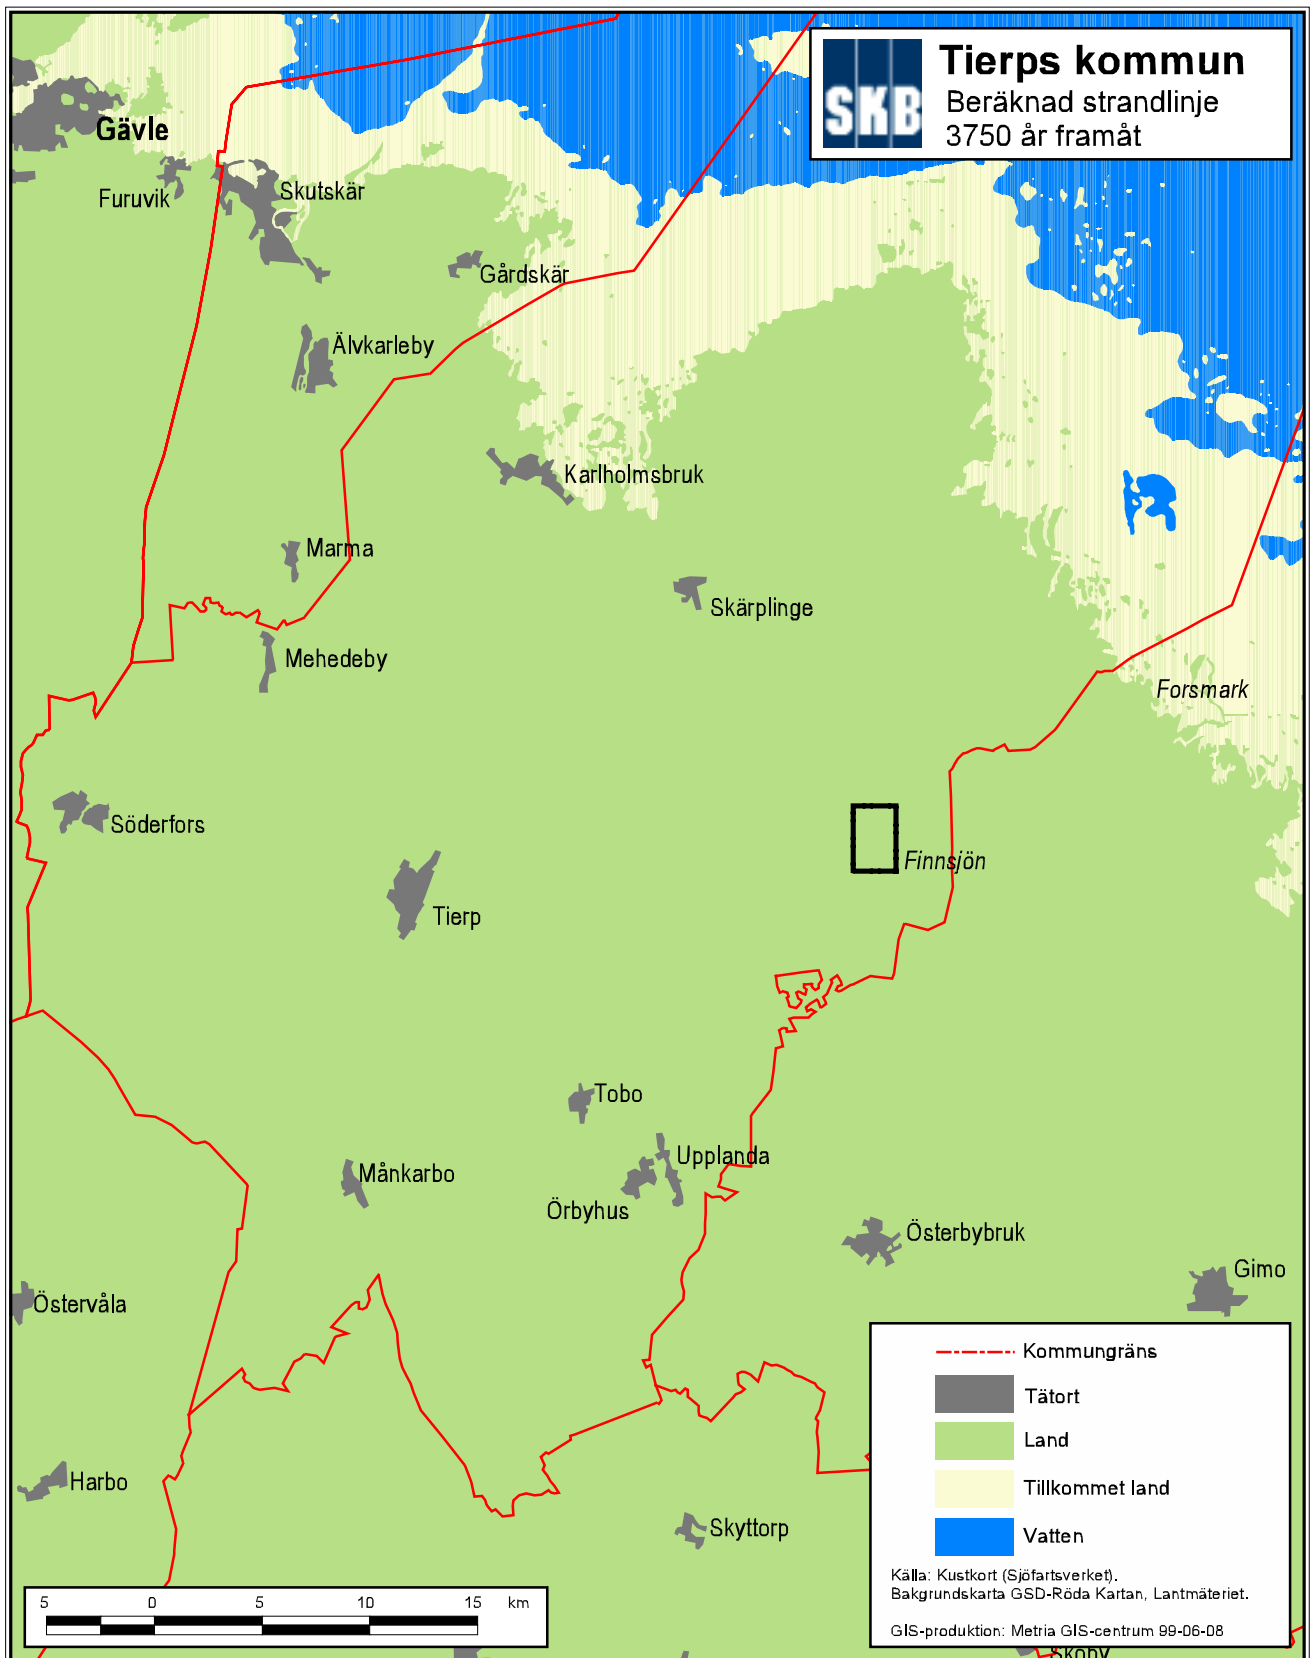 SKB
Tierps kommun
Beräknad strandlinje
3750 år framåt
Gävle
Furuvik
Skutskär
Gårdskär
Älvkarleby
Karlholmsbruk
Marma
Skärplinge
Mehedeby
Forsmark
Söderfors
Finnsjön
Tierp
Tobo
Upplanda
Månkarbo
Örbyhus
Österbybruk
Gimo
Östervåla
Harbo
Skyttorp
Kommungräns
Tätort
Land
Tillkommet land
Vatten
Källa: Kustkort (Sjöfartsverket).
Bakgrundskarta GSD-Röda Kartan, Lantmäteriet.
GIS-produktion: Metria GIS-centrum 99-06-08
5 0 5 10 15 km
Skoby